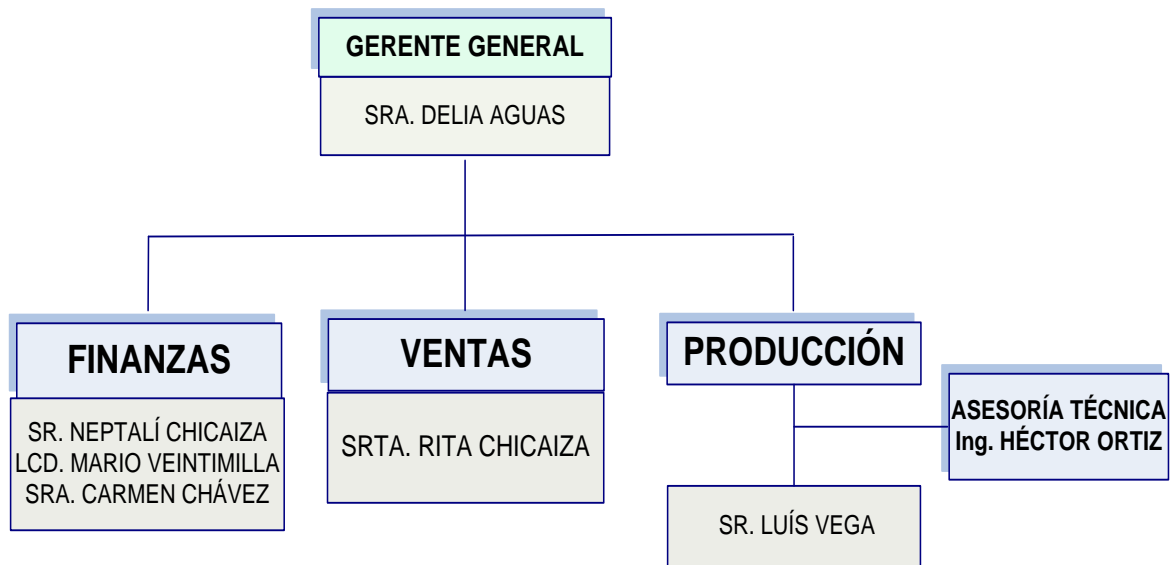 GERENTE GENERAL
SRA. DELIA AGUAS
FINANZAS
SR. NEPTALÍ CHICAIZA
LCD. MARIO VEINTIMILLA
SRA. CARMEN CHÁVEZ
VENTAS
SRTA. RITA CHICAIZA
PRODUCCIÓN
ASESORÍA TÉCNICA
Ing. HÉCTOR ORTIZ
SR. LUÍS VEGA